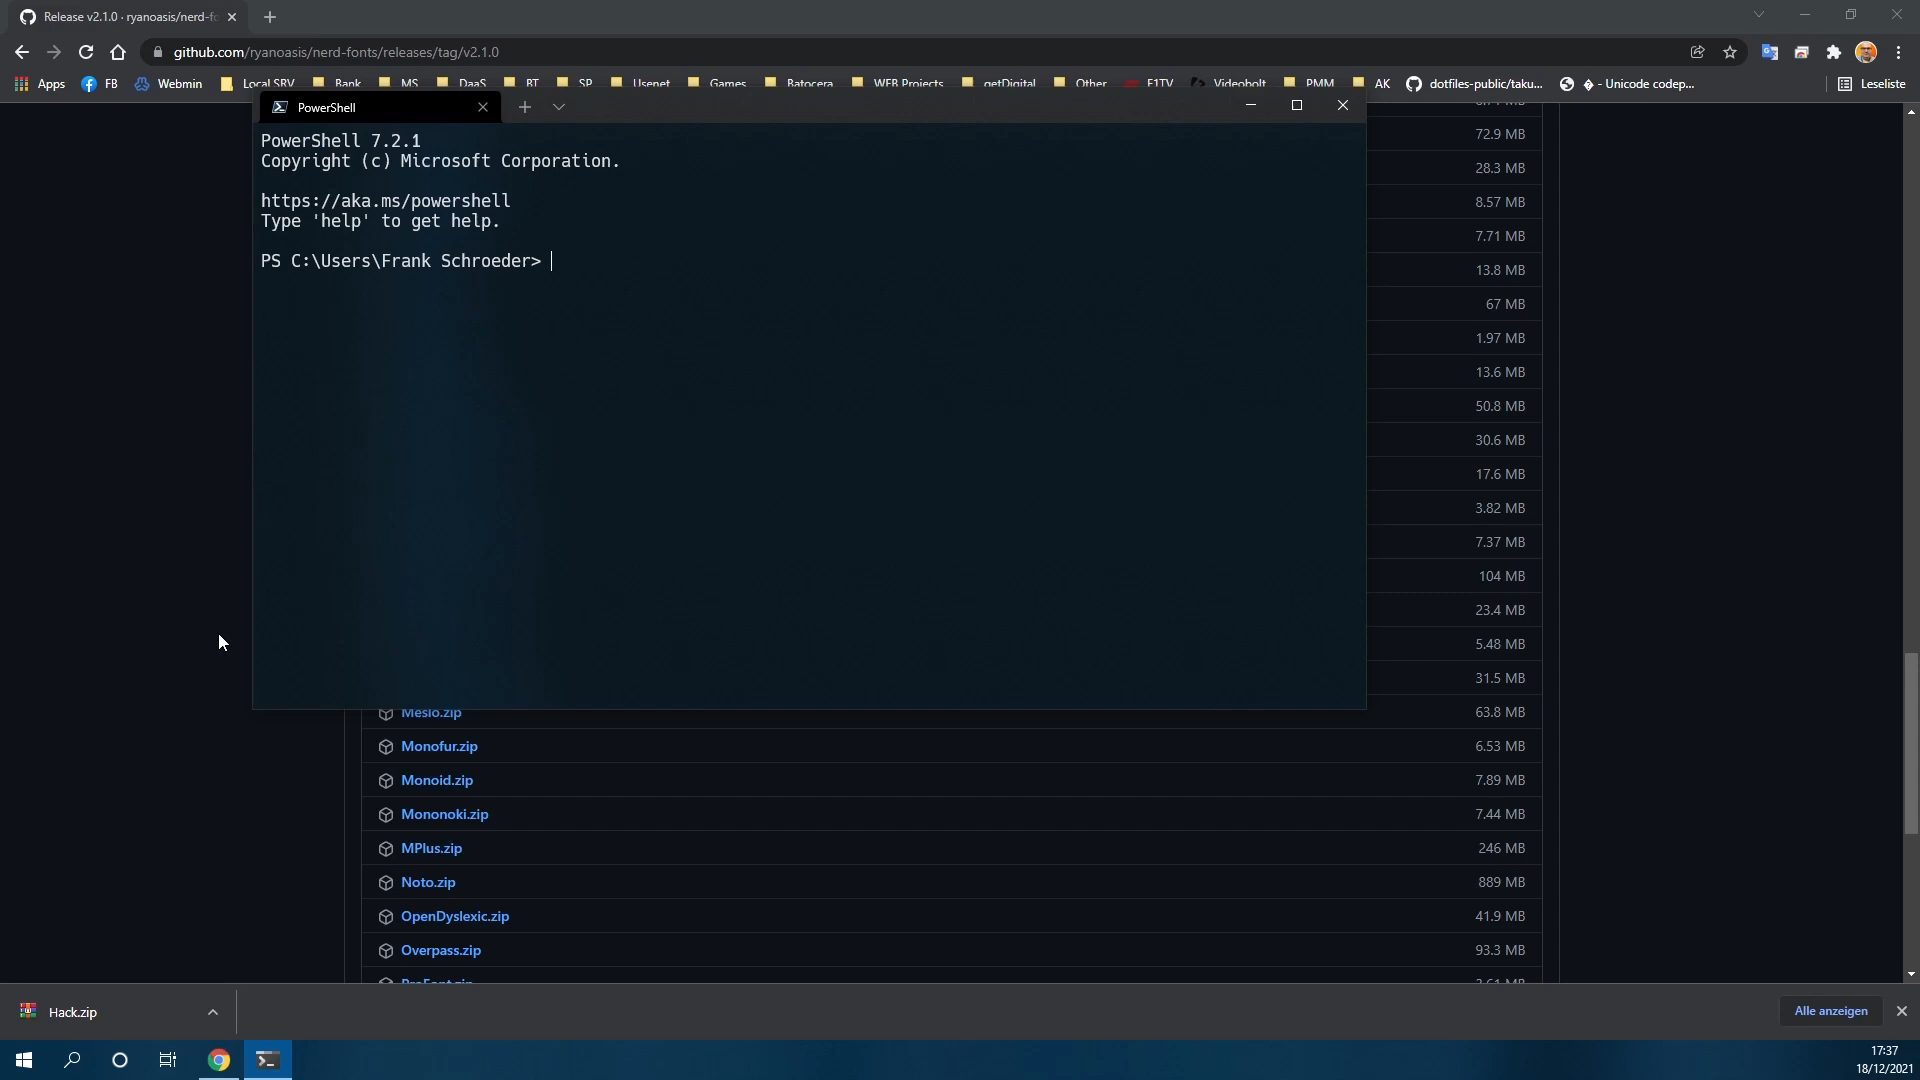 Release v2.1.0 · ryanoasis/nerd-fo
github.com/ryanoasis/nerd-fonts/releases/tag/v2.1.0
Apps FB Webmin Local SRV Bank MS DaaS BT SP Usenet Games Batocera WEB Projects getDigital Other F1TV Videobolt PMM AK dotfiles-public/taku... � - Unicode codep... Leseliste
PowerShell
PowerShell 7.2.1
Copyright (c) Microsoft Corporation.
https://aka.ms/powershell
Type 'help' to get help.
PS C:\Users\Frank Schroeder>
72.9 MB
28.3 MB
8.57 MB
7.71 MB
13.8 MB
67 MB
1.97 MB
13.6 MB
50.8 MB
30.6 MB
17.6 MB
3.82 MB
7.37 MB
104 MB
23.4 MB
5.48 MB
31.5 MB
Meslo.zip 63.8 MB
Monofur.zip 6.53 MB
Monoid.zip 7.89 MB
Mononoki.zip 7.44 MB
MPlus.zip 246 MB
Noto.zip 889 MB
OpenDyslexic.zip 41.9 MB
Overpass.zip 93.3 MB
ProFont.zip
Hack.zip
Alle anzeigen
17:37
18/12/2021